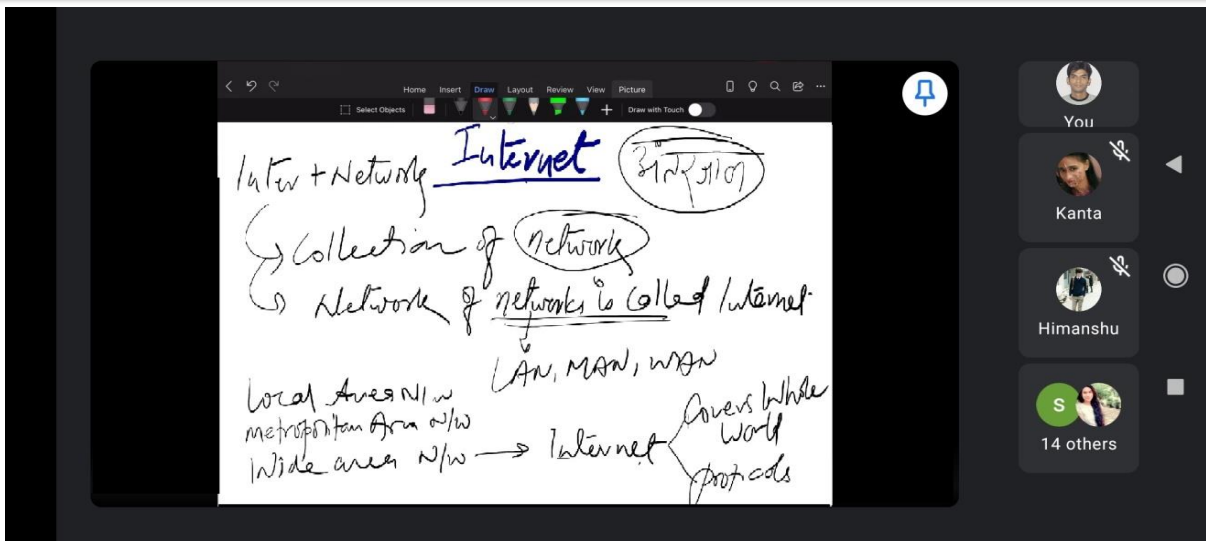 Home Insert Draw Layout Review View Picture
Select Objects Draw with Touch
Internet
Inter + Network
अंतरजाल
Collection of network
Network of networks is called Internet.
LAN, MAN, WAN
Local Area N/w
metropolitan Area N/w
Wide area N/w → Internet
Covers Whole
World
protocols
You
Kanta
Himanshu
S
14 others